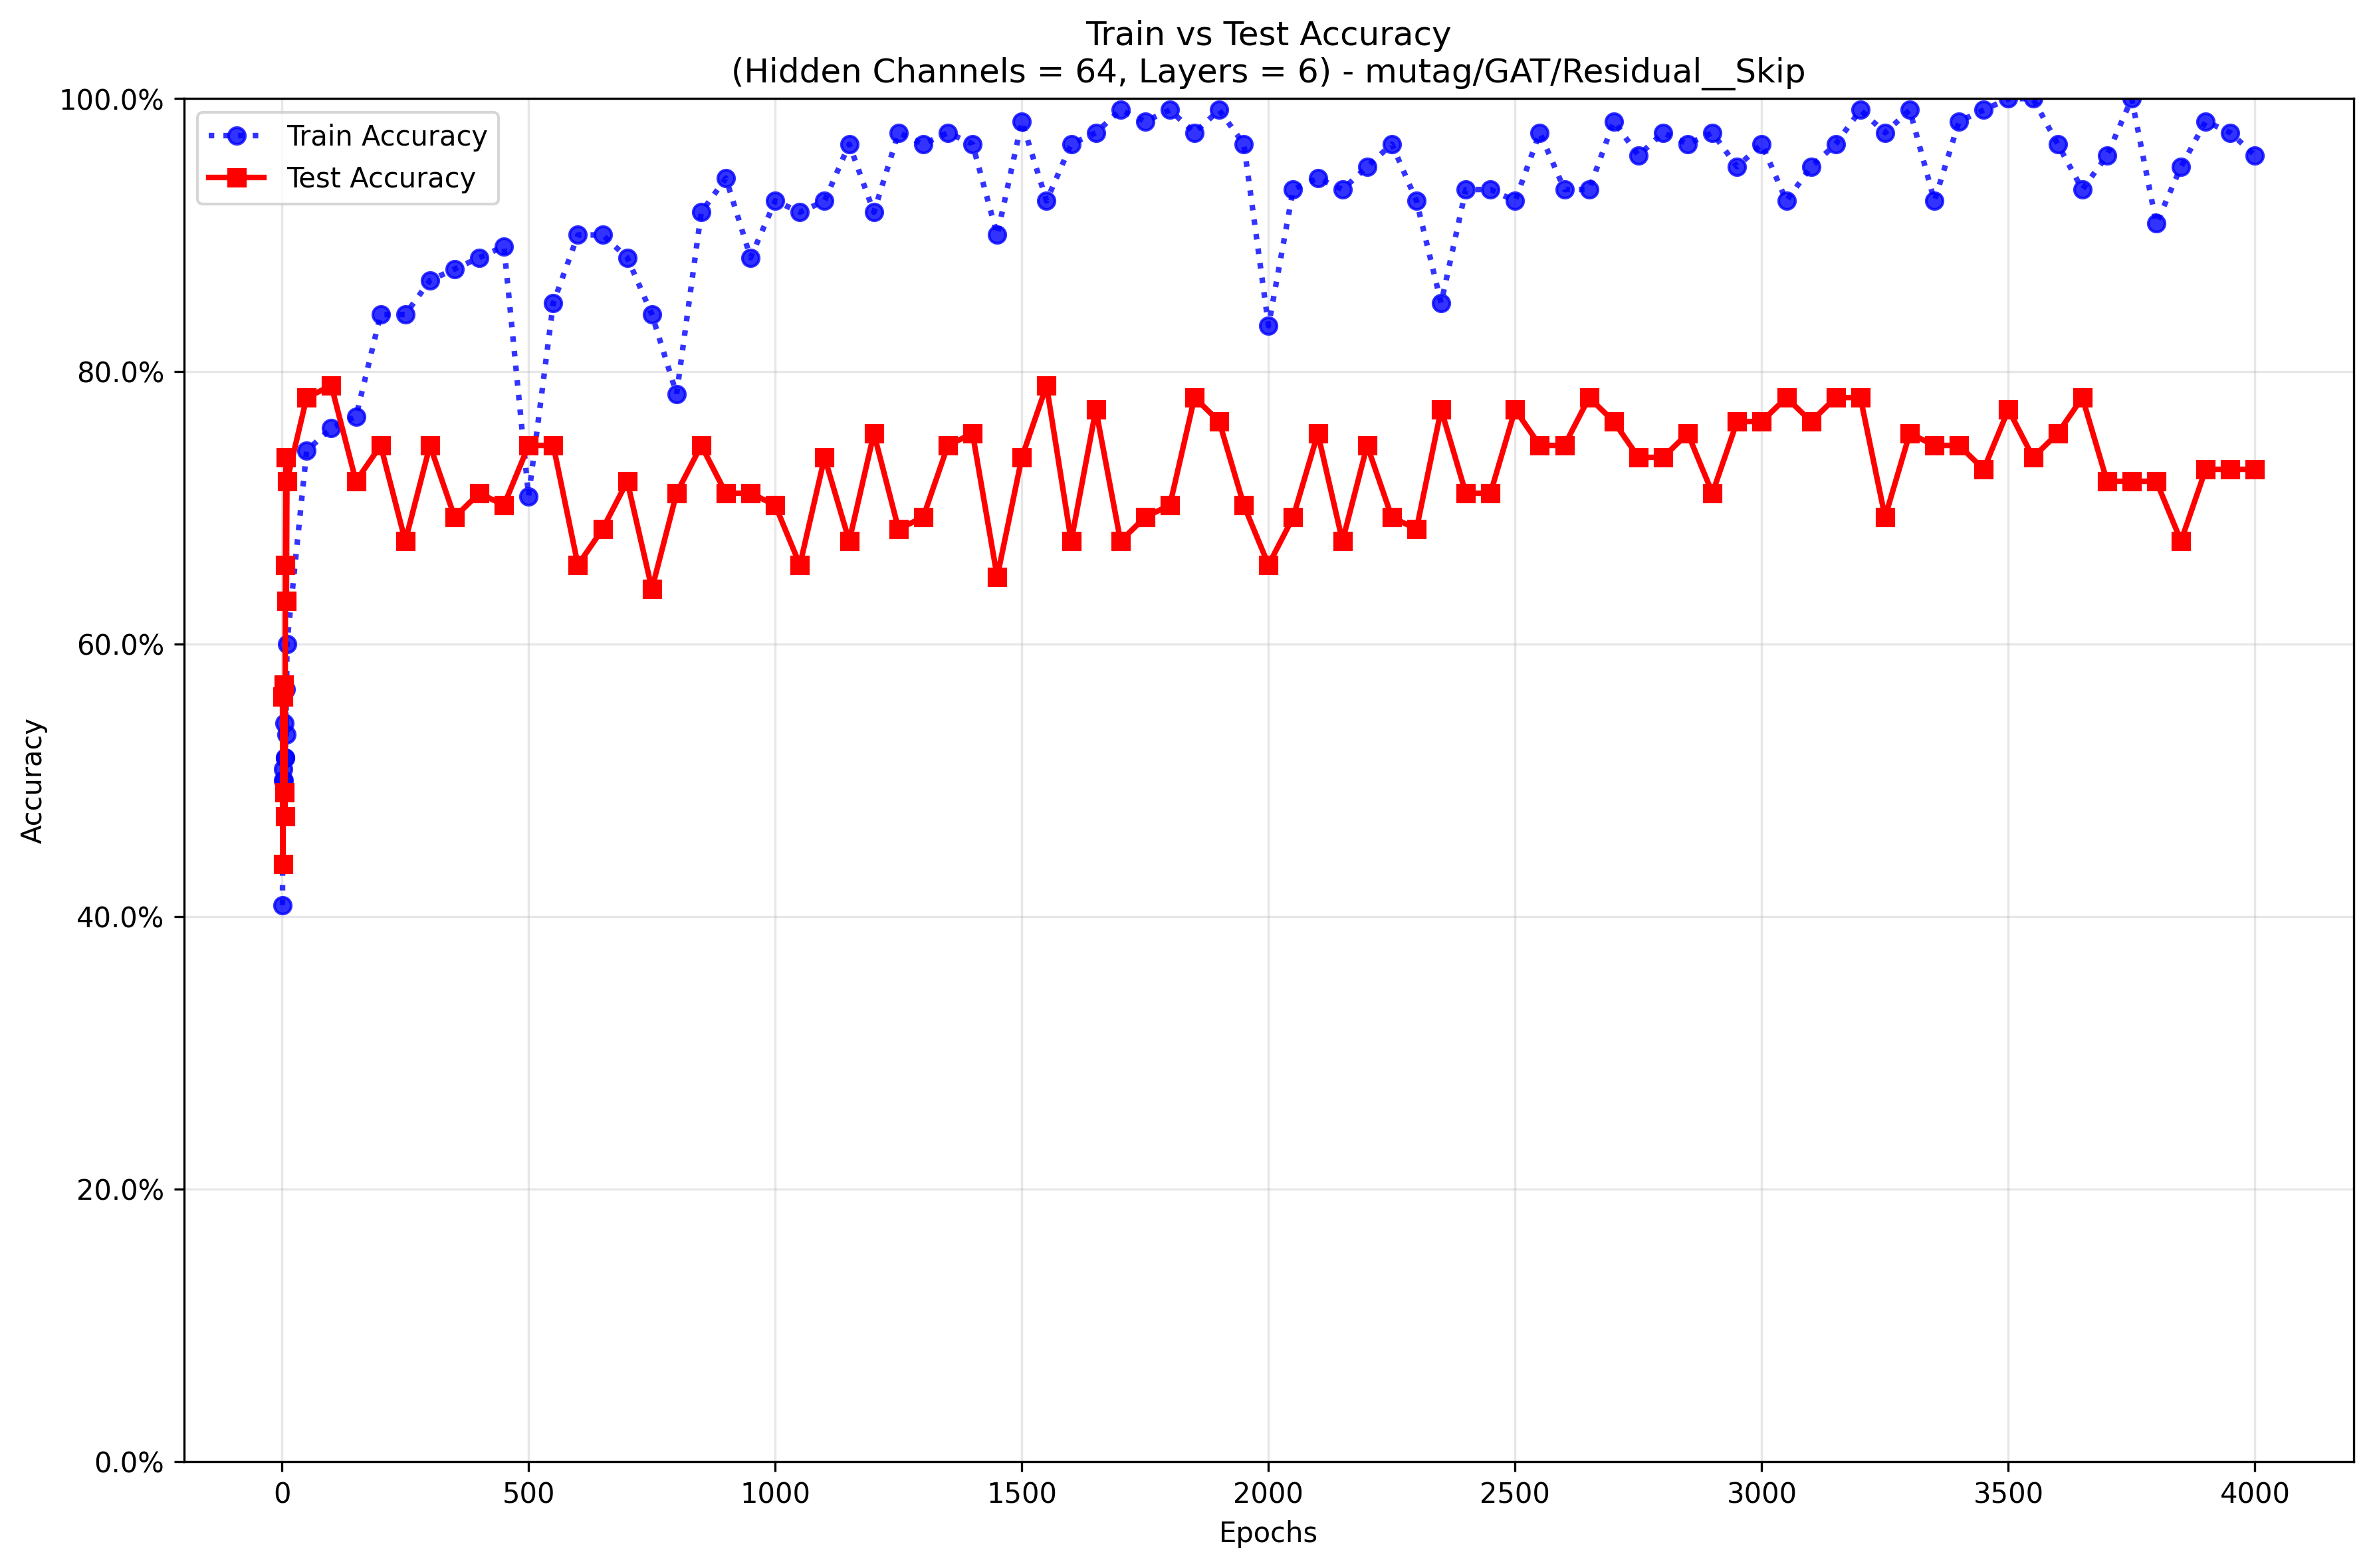 Train vs Test Accuracy
(Hidden Channels = 64, Layers = 6) - mutag/GAT/Residual__Skip
100.0%
80.0%
60.0%
40.0%
20.0%
0.0%
Accuracy
Train Accuracy
Test Accuracy
0 500 1000 1500 2000 2500 3000 3500 4000
Epochs